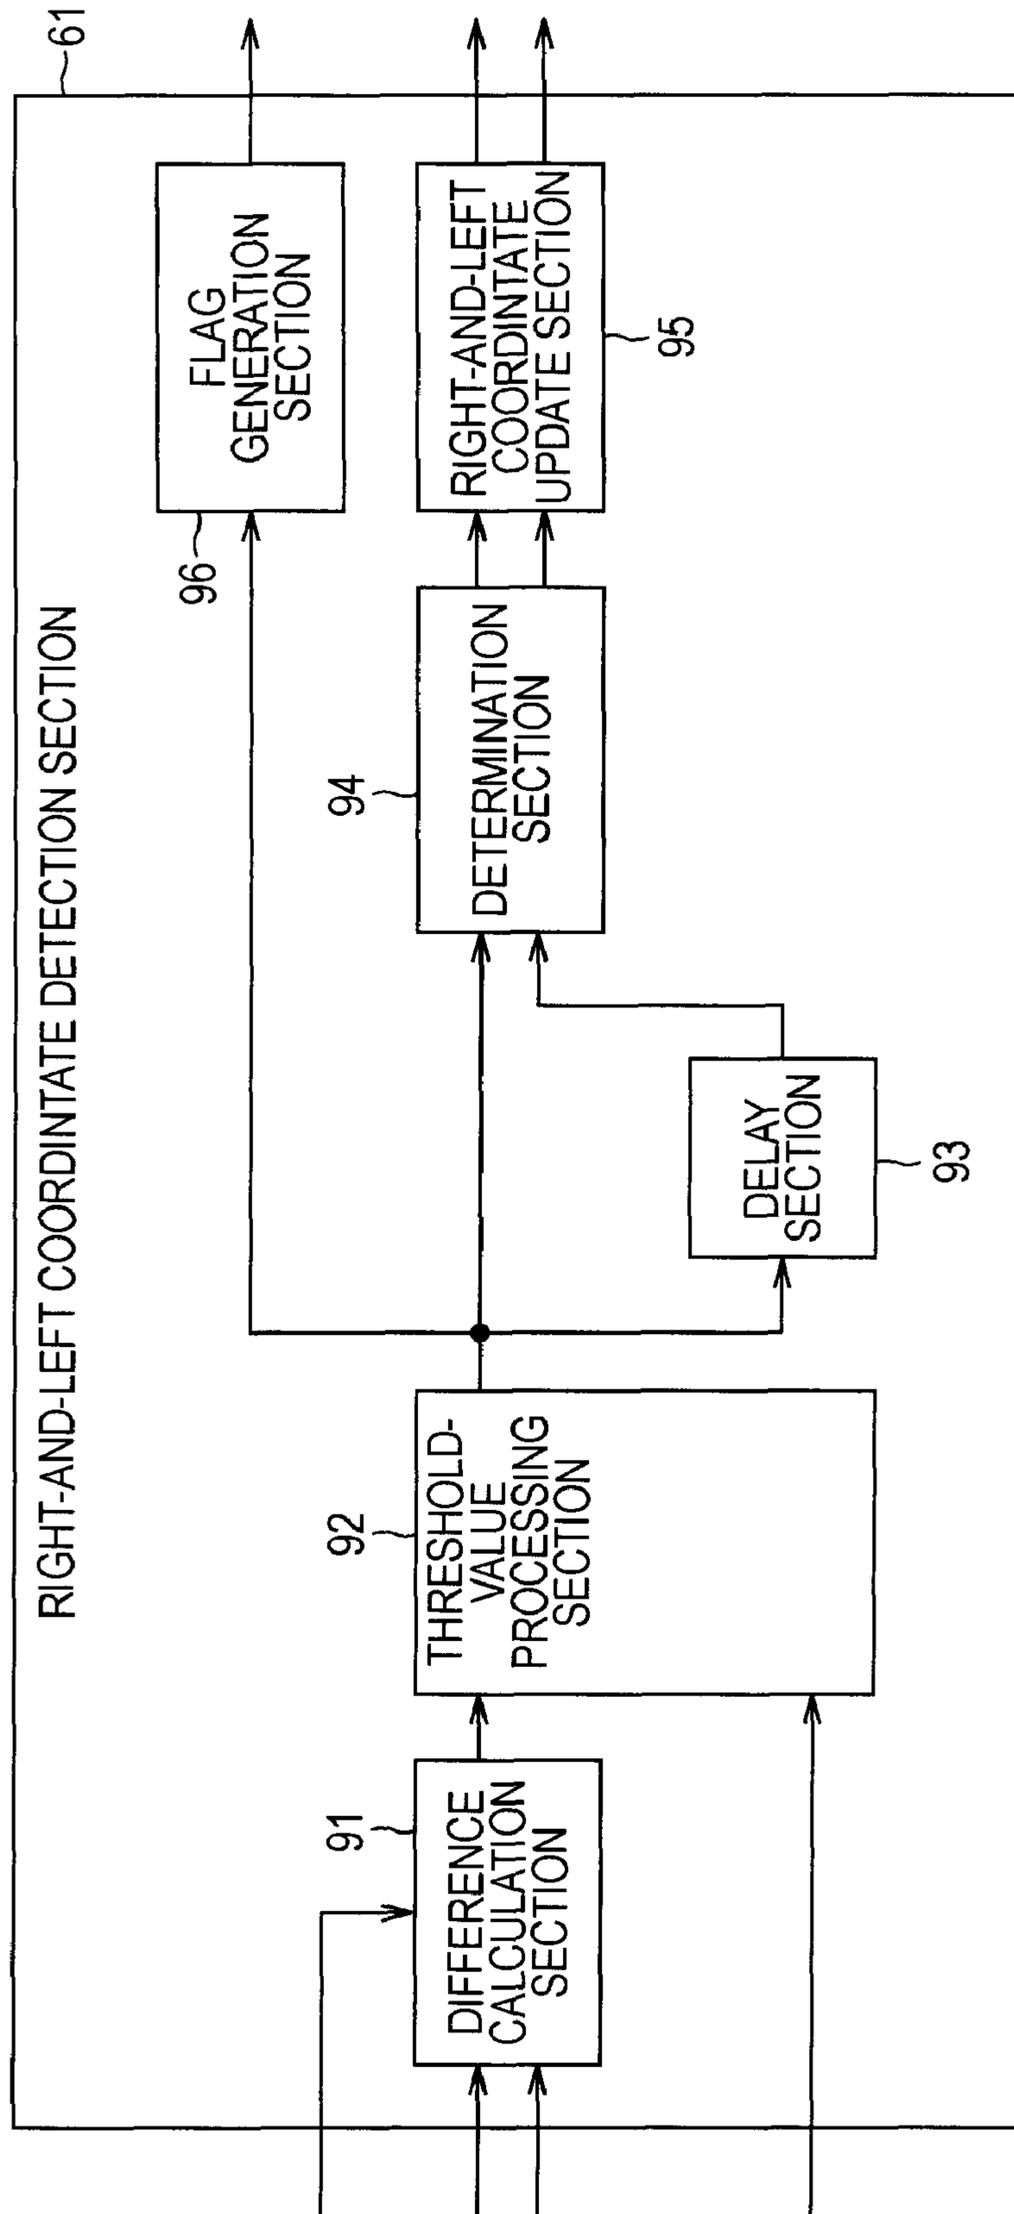 61
RIGHT-AND-LEFT COORDINTATE DETECTION SECTION
91
DIFFERENCE
CALCULATION
SECTION
92
THRESHOLD-
VALUE
PROCESSING
SECTION
DELAY
SECTION
93
94
DETERMINATION
SECTION
96
FLAG
GENERATION
SECTION
RIGHT-AND-LEFT
COORDINTATE
UPDATE SECTION
95